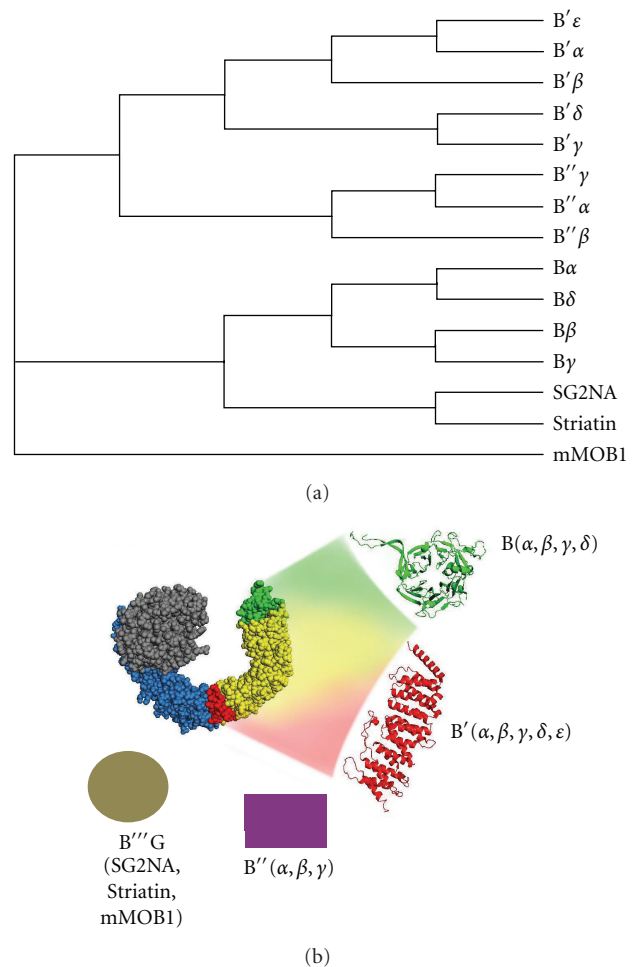 B′ε
B′α
B′β
B′δ
B′γ
B″γ
B″α
B″β
Bα
Bδ
Bβ
Bγ
SG2NA
Striatin
mMOB1
(a)
B(α, β, γ, δ)
B′(α, β, γ, δ, ε)
B‴G
(SG2NA,
Striatin,
mMOB1)
B″(α, β, γ)
(b)